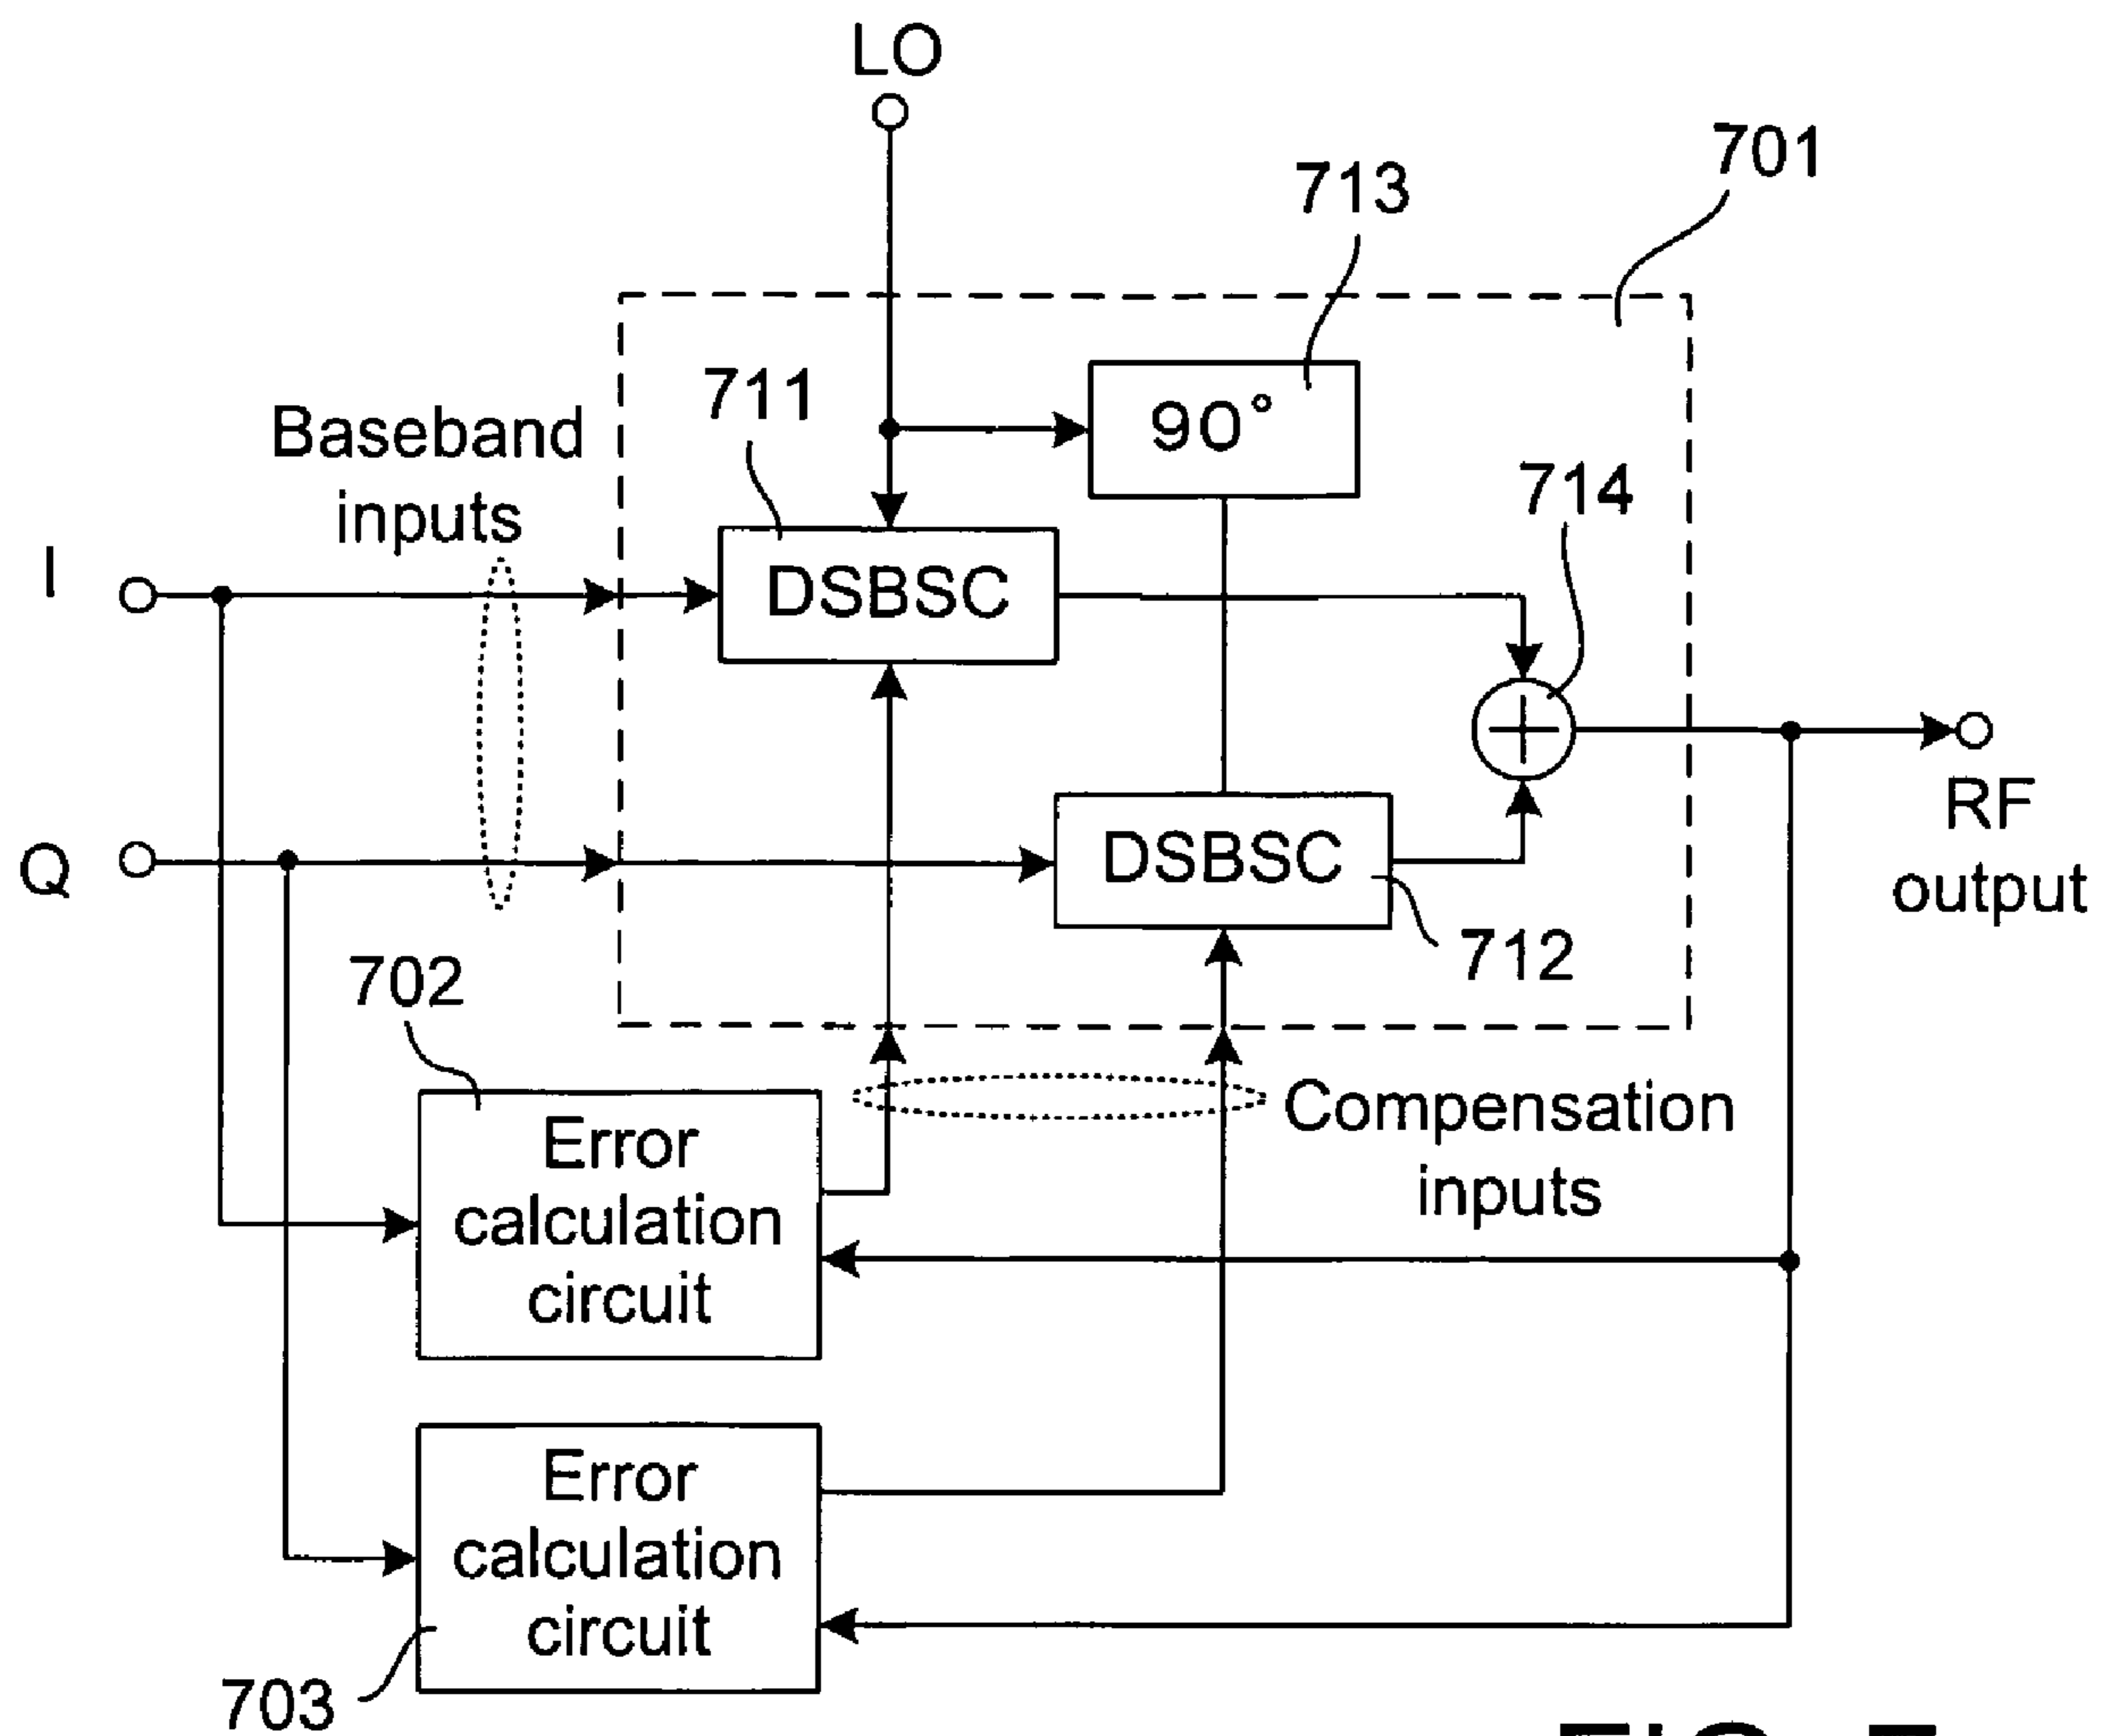 LO
701
713
90°
711
Baseband
inputs
714
I
DSBSC
RF
output
Q
DSBSC
712
702
Compensation
inputs
Error
calculation
circuit
Error
calculation
circuit
703